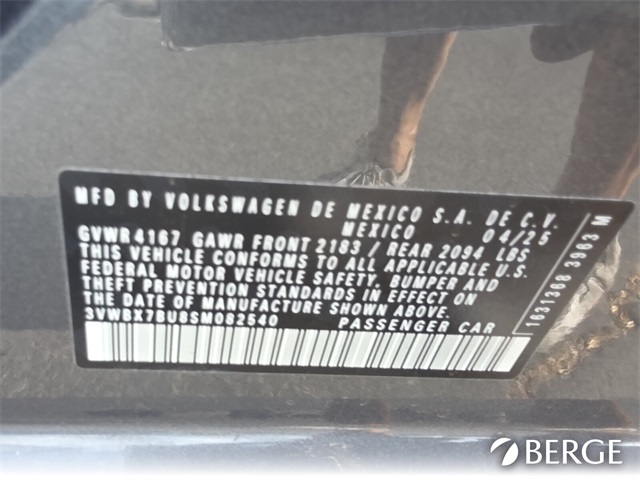 MFD BY VOLKSWAGEN DE MEXICO S.A. DE C.V.
MEXICO 04/25
GVWR 4167 GAWR FRONT 2183 / REAR 2094 LBS
THIS VEHICLE CONFORMS TO ALL APPLICABLE U.S.
FEDERAL MOTOR VEHICLE SAFETY, BUMPER, AND
THEFT PREVENTION STANDARDS IN EFFECT ON
THE DATE OF MANUFACTURE SHOWN ABOVE.
3VWBX7BU8SM082540 PASSENGER CAR
1631368 3963 M
BERGE